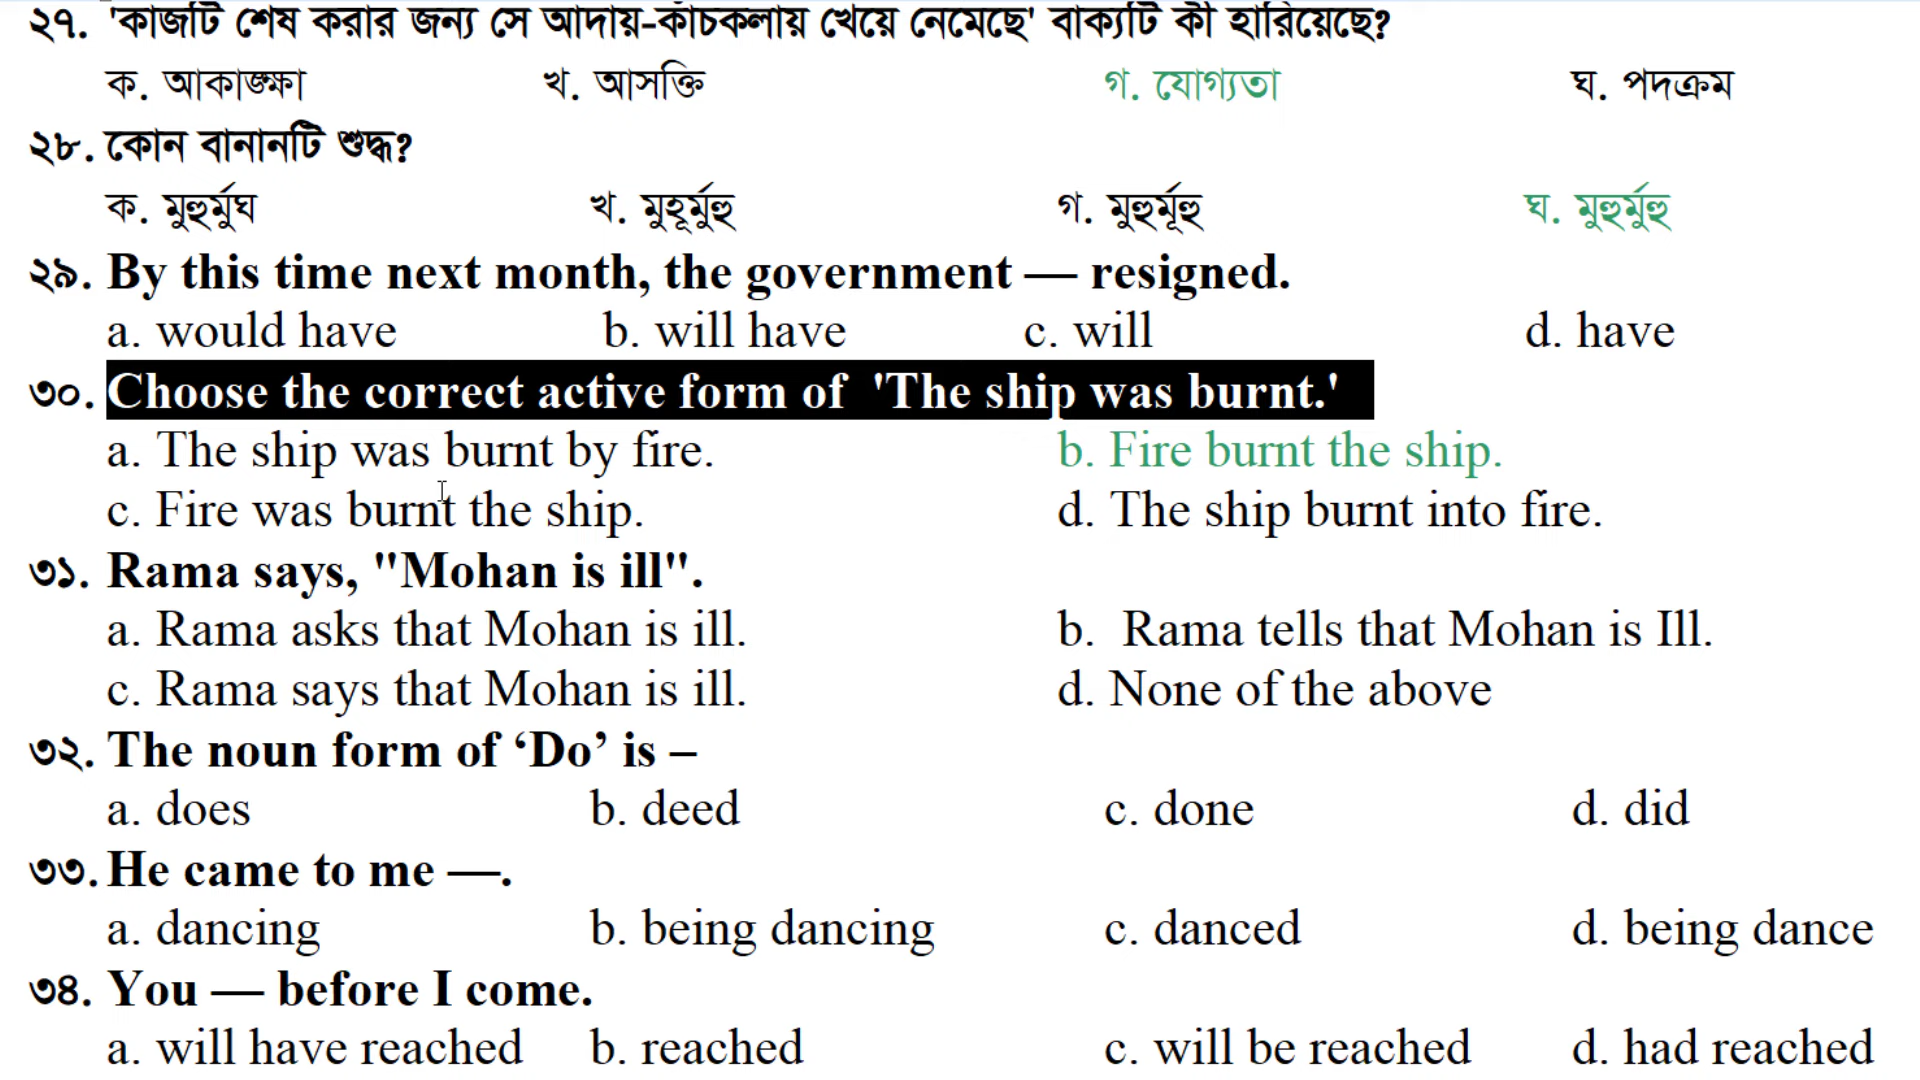 ২৭. 'কাজটি শেষ করার জন্য সে আদায়-কাঁচকলায় খেয়ে নেমেছে' বাক্যটি কী হারিয়েছে?
ক. আকাঙ্ক্ষা খ. আসক্তি গ. যোগ্যতা ঘ. পদক্রম
২৮. কোন বানানটি শুদ্ধ?
ক. মুহুর্মুঘ খ. মুহূর্মুহু গ. মুহুর্মূহু ঘ. মুহুর্মুহু
২৯. By this time next month, the government — resigned.
a. would have b. will have c. will d. have
৩০. Choose the correct active form of 'The ship was burnt.'
a. The ship was burnt by fire. b. Fire burnt the ship.
c. Fire was burnt the ship. d. The ship burnt into fire.
৩১. Rama says, "Mohan is ill".
a. Rama asks that Mohan is ill. b. Rama tells that Mohan is Ill.
c. Rama says that Mohan is ill. d. None of the above
৩২. The noun form of ‘Do’ is –
a. does b. deed c. done d. did
৩৩. He came to me —.
a. dancing b. being dancing c. danced d. being dance
৩৪. You — before I come.
a. will have reached b. reached c. will be reached d. had reached